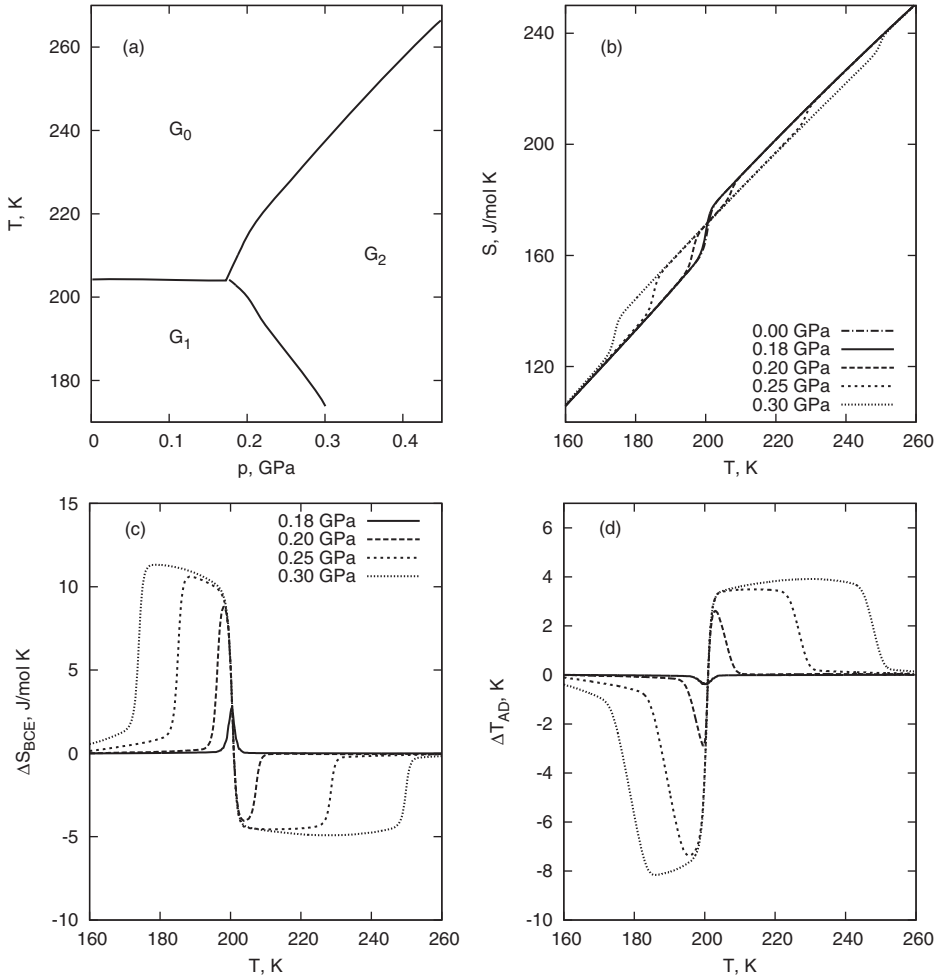 (a)
260
240
220
200
180
T, K
G0
G1
G2
0 0.1 0.2 0.3 0.4
p, GPa
(b)
240
200
160
120
S, J/mol K
0.00 GPa
0.18 GPa
0.20 GPa
0.25 GPa
0.30 GPa
160 180 200 220 240 260
T, K
(c)
15
10
5
0
-5
-10
ΔSBCE, J/mol K
0.18 GPa
0.20 GPa
0.25 GPa
0.30 GPa
160 180 200 220 240 260
T, K
(d)
6
4
2
0
-2
-4
-6
-8
-10
ΔTAD, K
160 180 200 220 240 260
T, K